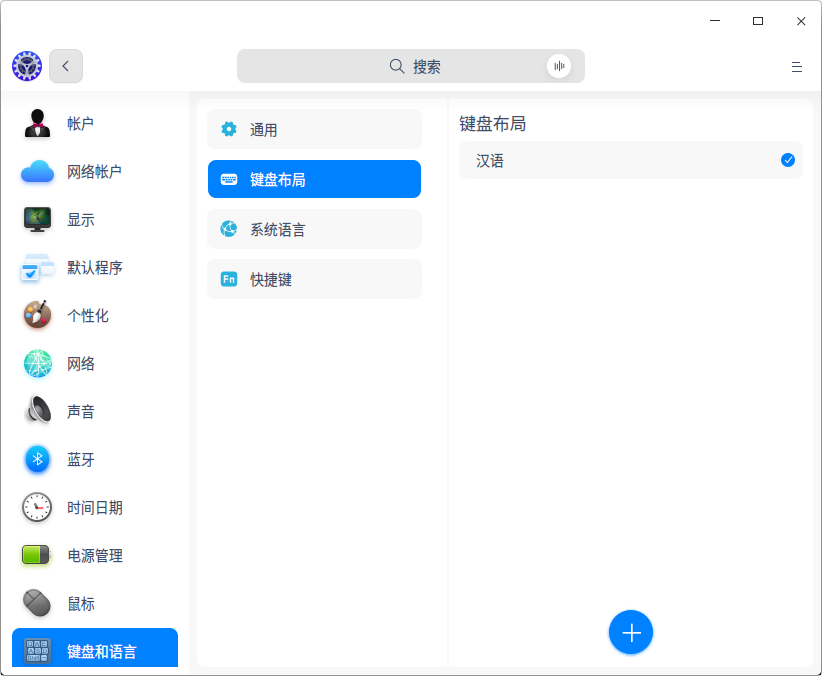 搜索
帐户
网络帐户
显示
默认程序
个性化
网络
声音
蓝牙
时间日期
电源管理
鼠标
键盘和语言
通用
键盘布局
系统语言
Fn
快捷键
键盘布局
汉语